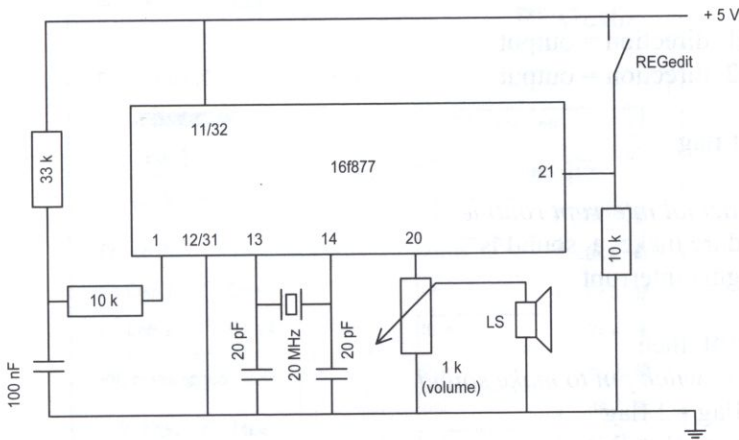 + 5 V
REGedit
11/32
16f877
33 k
21
1
12/31
13
14
20
10 k
10 k
LS
100 nF
20 pF
20 MHz
20 pF
1 k
(volume)